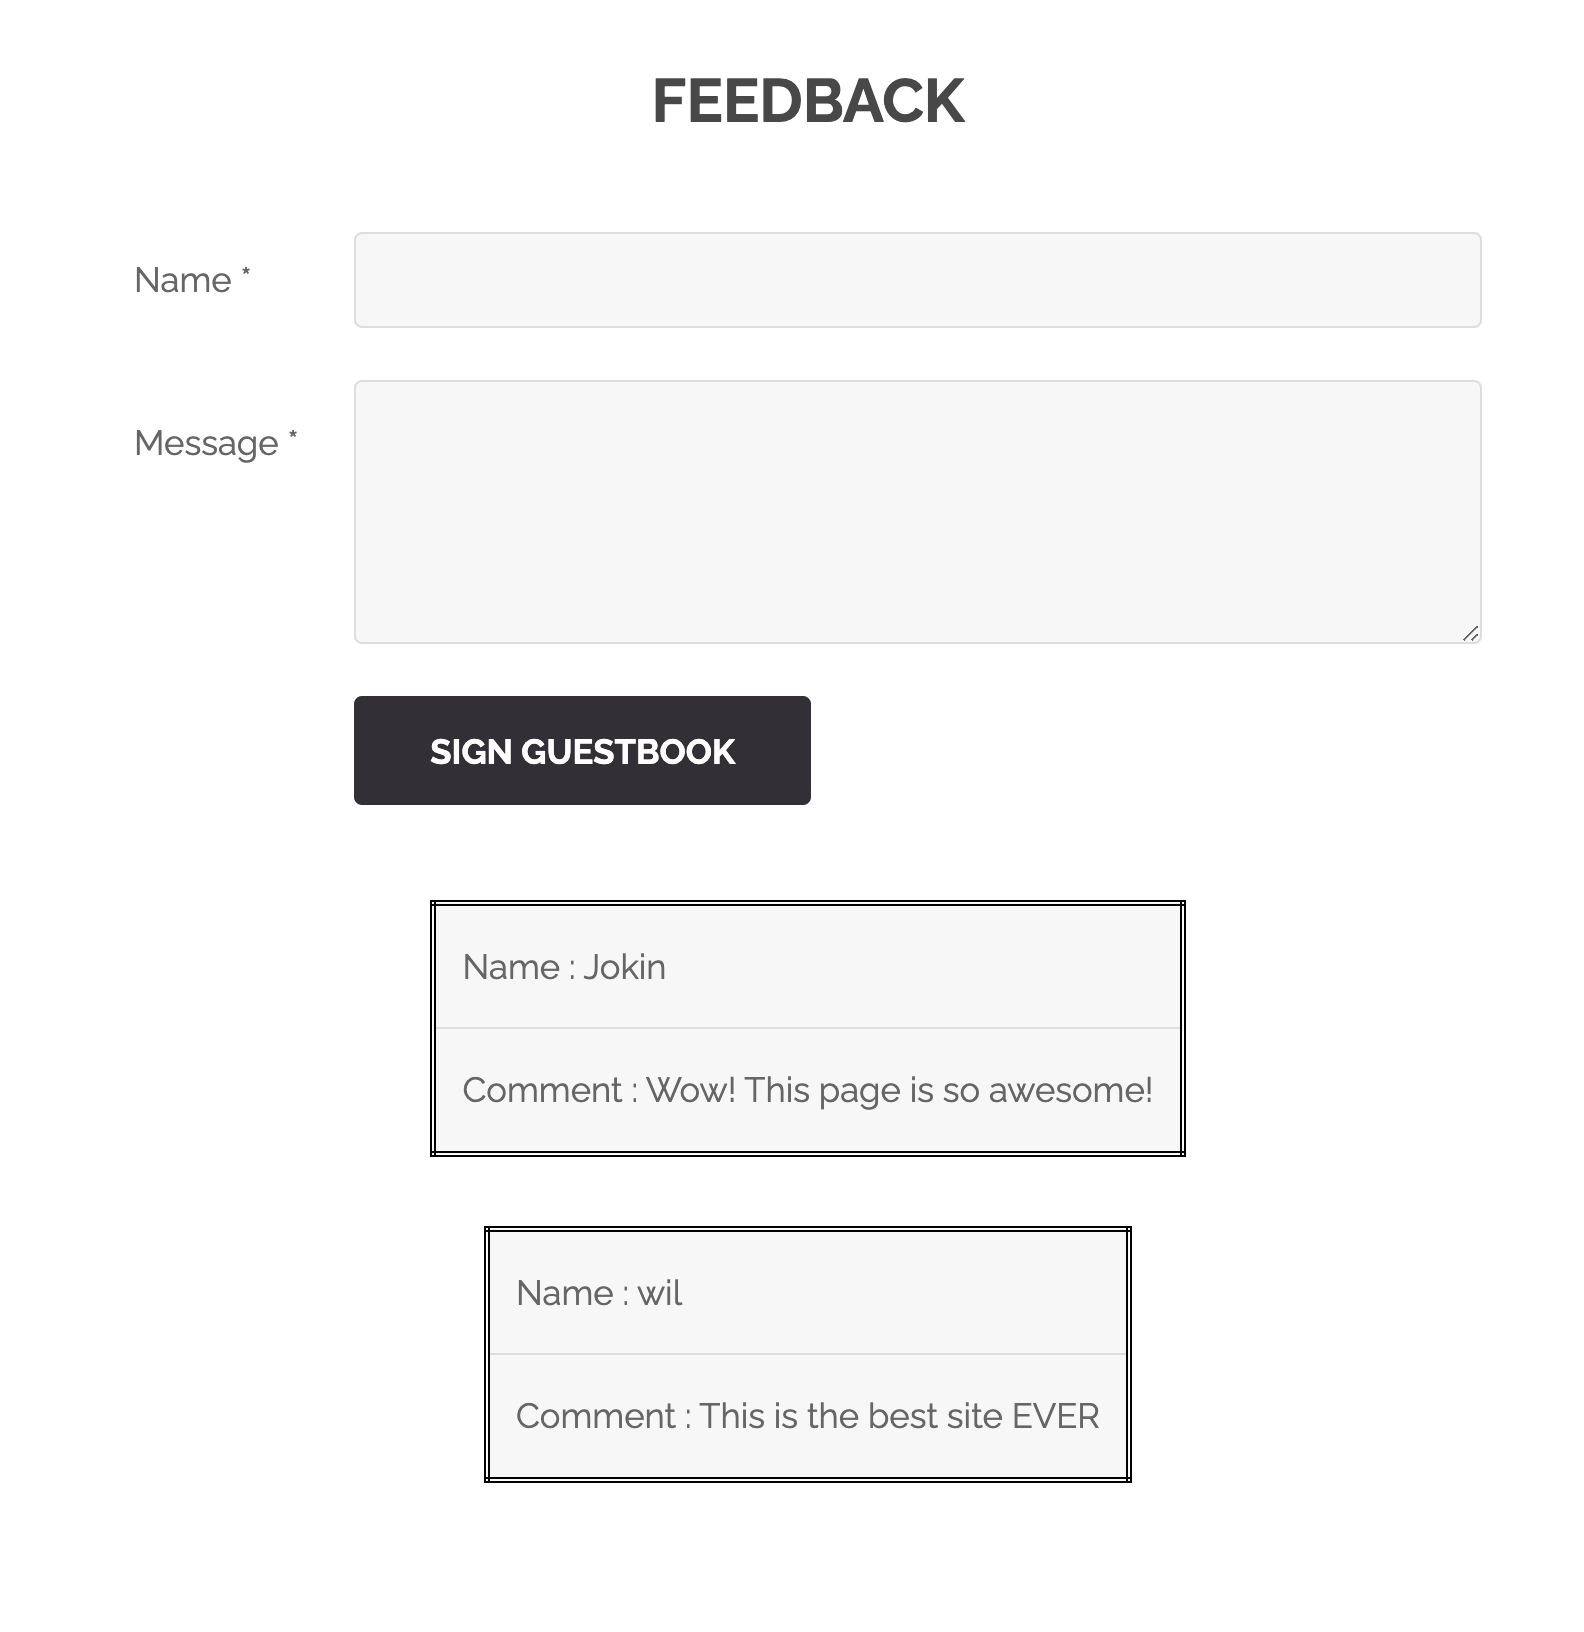 FEEDBACK
Name *
Message *
SIGN GUESTBOOK
Name : Jokin
Comment : Wow! This page is so awesome!
Name : wil
Comment : This is the best site EVER